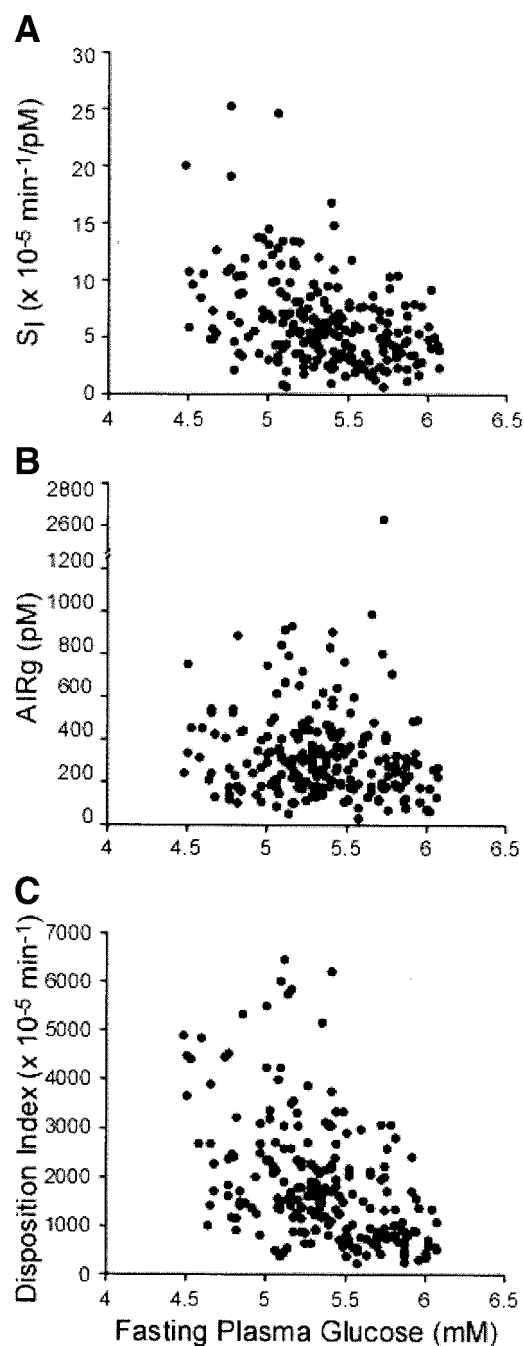 A
S_I (x 10⁻⁵ min⁻¹/pM)
30
25
20
15
10
5
0
4 4.5 5 5.5 6 6.5
B
AIRg (pM)
2800
2600
1200
1000
800
600
400
200
0
4 4.5 5 5.5 6 6.5
C
Disposition Index (x 10⁻⁵ min⁻¹)
7000
6000
5000
4000
3000
2000
1000
0
4 4.5 5 5.5 6 6.5
Fasting Plasma Glucose (mM)